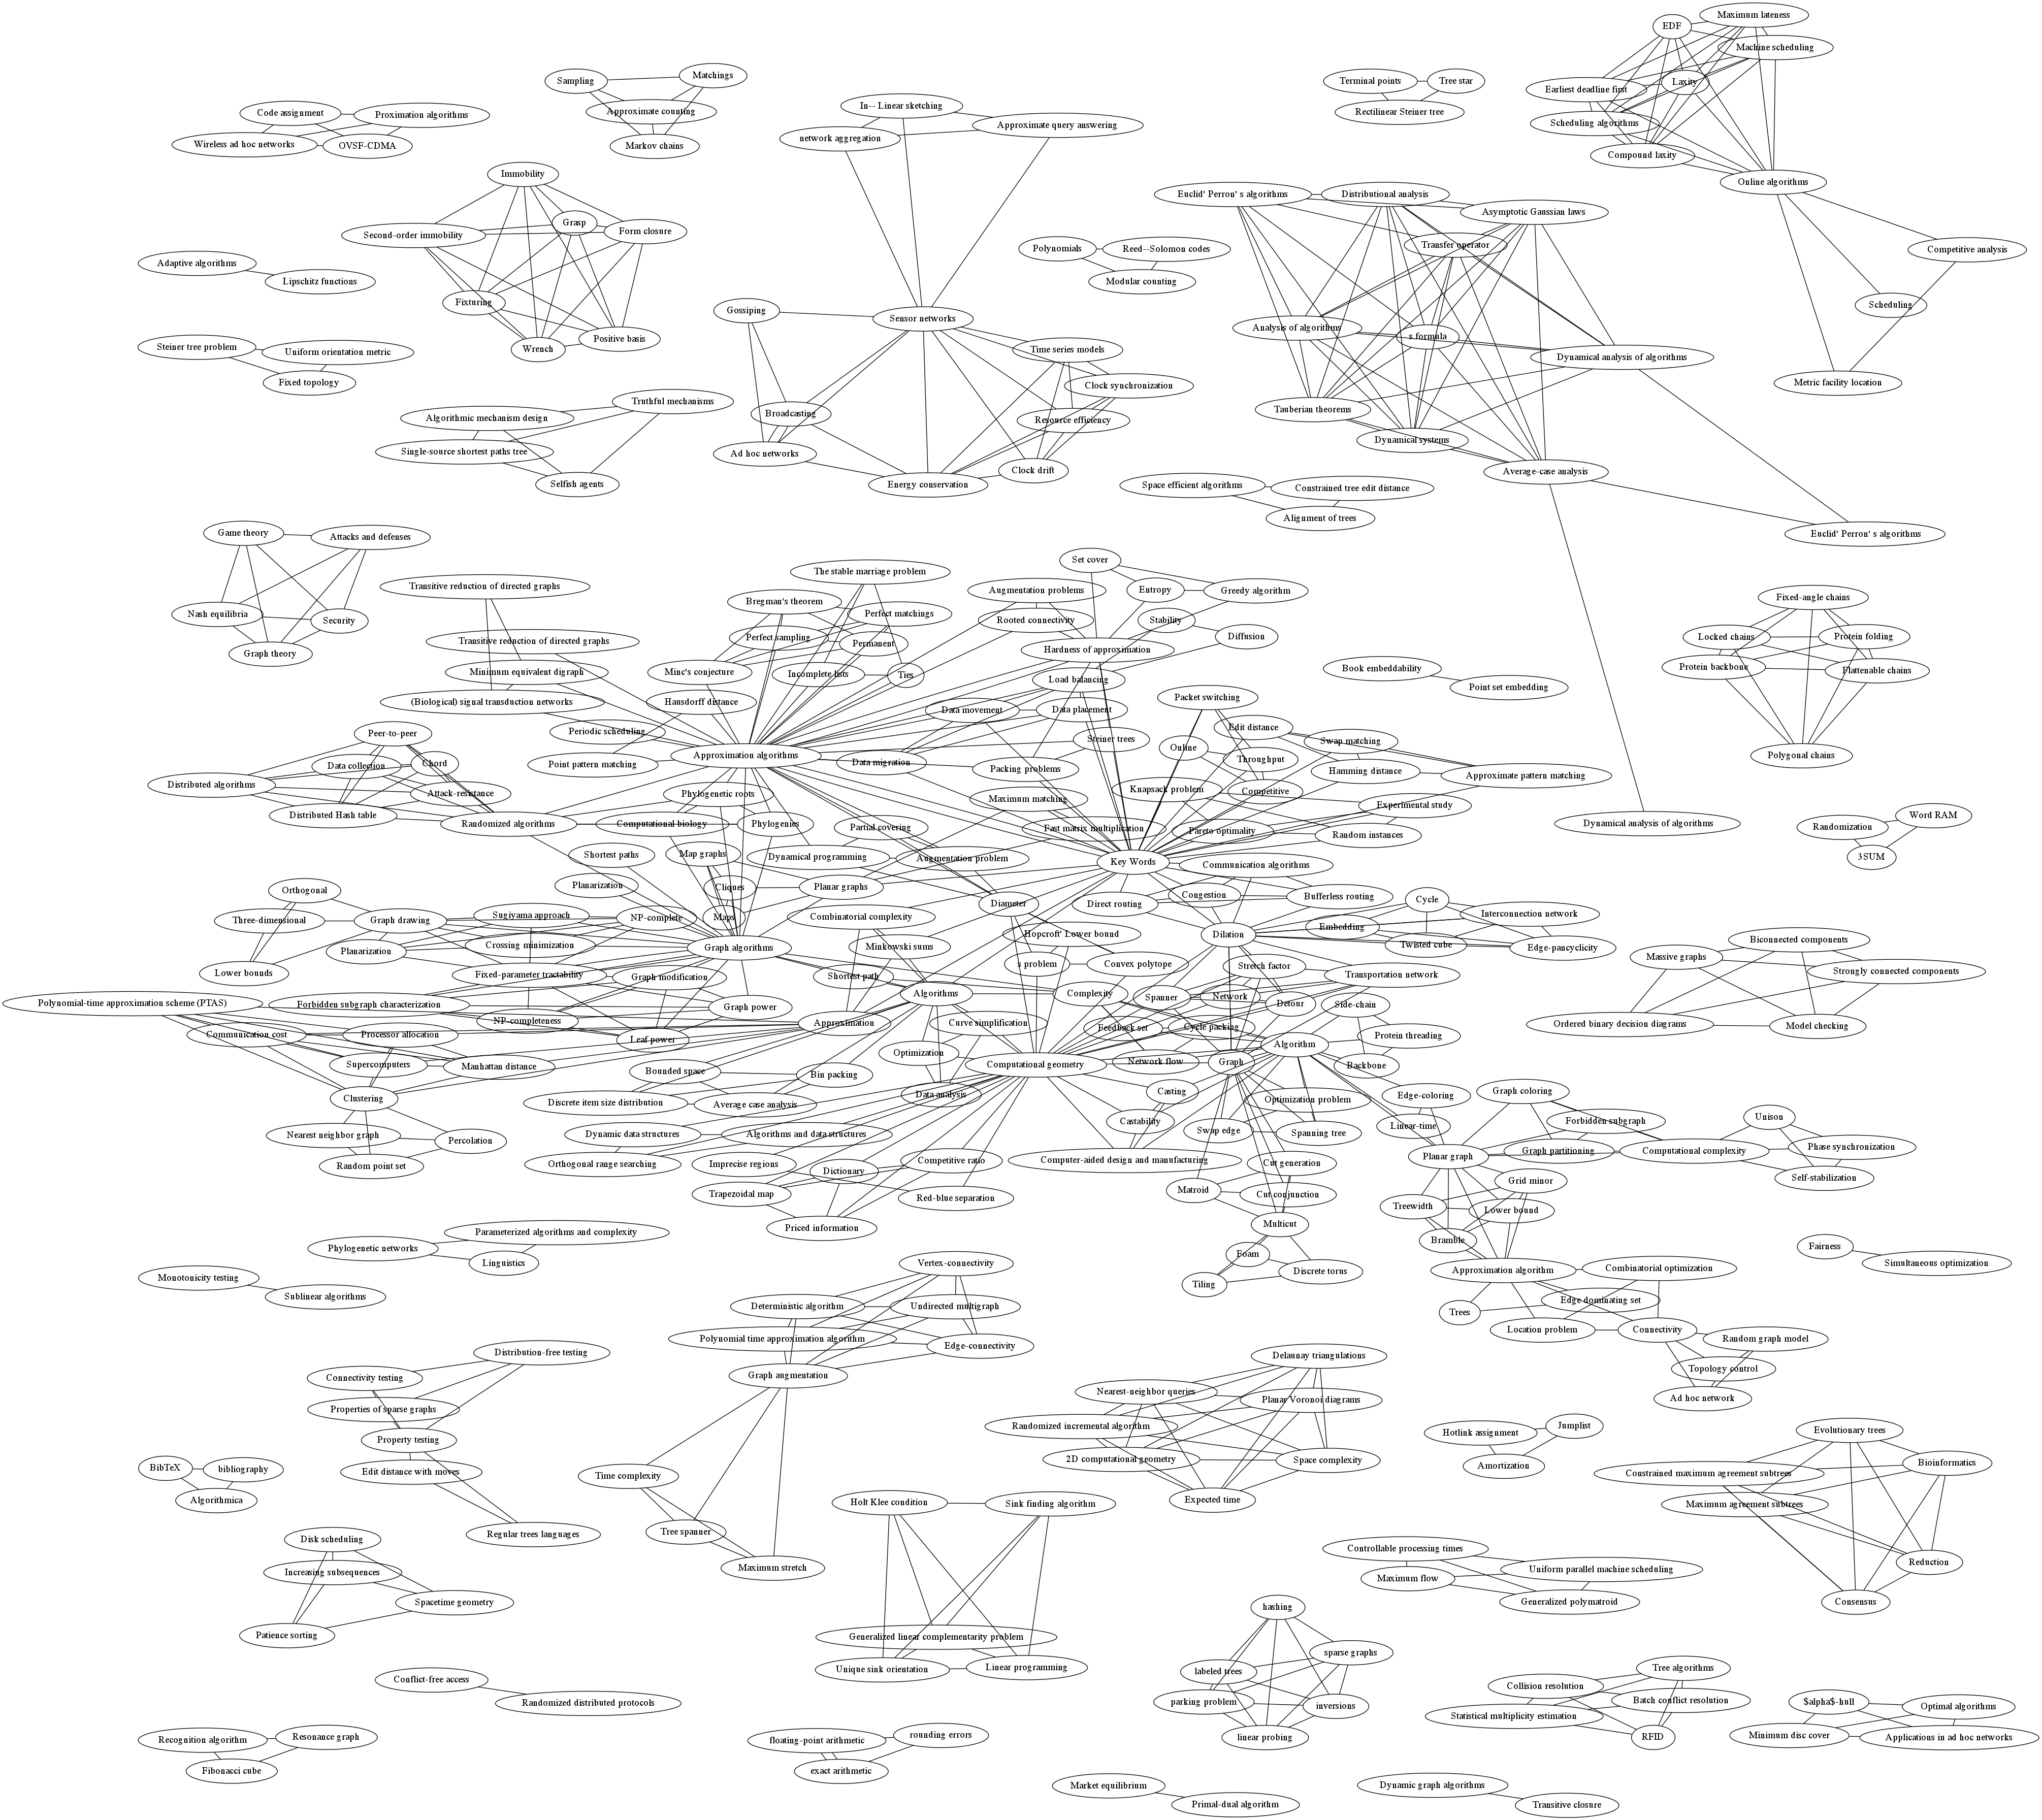 Maximum lateness
EDF
Machine scheduling
Laxity
Earliest deadline first
Scheduling algorithms
Compound laxity
Online algorithms
Competitive analysis
Scheduling
Metric facility location
Sampling
Matchings
Approximate counting
Markov chains
Code assignment
Proximation algorithms
Wireless ad hoc networks
OVSF-CDMA
In-- Linear sketching
network aggregation
Approximate query answering
Terminal points
Tree star
Rectilinear Steiner tree
Immobility
Grasp
Second-order immobility
Form closure
Fixturing
Positive basis
Wrench
Euclid' Perron' s algorithms
Distributional analysis
Asymptotic Gaussian laws
Transfer operator
Analysis of algorithms
s formula
Dynamical analysis of algorithms
Tauberian theorems
Dynamical systems
Average-case analysis
Euclid' Perron' s algorithms
Dynamical analysis of algorithms
Polynomials
Reed--Solomon codes
Modular counting
Adaptive algorithms
Lipschitz functions
Gossiping
Sensor networks
Time series models
Clock synchronization
Broadcasting
Resource efficiency
Ad hoc networks
Clock drift
Energy conservation
Steiner tree problem
Uniform orientation metric
Fixed topology
Algorithmic mechanism design
Truthful mechanisms
Single-source shortest paths tree
Selfish agents
Space efficient algorithms
Constrained tree edit distance
Alignment of trees
Game theory
Attacks and defenses
Nash equilibria
Security
Graph theory
Transitive reduction of directed graphs
Transitive reduction of directed graphs
Minimum equivalent digraph
(Biological) signal transduction networks
The stable marriage problem
Bregman's theorem
Perfect matchings
Perfect sampling
Permanent
Minc's conjecture
Incomplete lists
Ties
Augmentation problems
Rooted connectivity
Set cover
Entropy
Greedy algorithm
Stability
Diffusion
Hardness of approximation
Load balancing
Data movement
Data placement
Steiner trees
Data migration
Packing problems
Hausdorff distance
Periodic scheduling
Point pattern matching
Approximation algorithms
Book embeddability
Point set embedding
Fixed-angle chains
Locked chains
Protein folding
Protein backbone
Flattenable chains
Polygonal chains
Packet switching
Edit distance
Swap matching
Online
Throughput
Hamming distance
Approximate pattern matching
Knapsack problem
Competitive
Experimental study
Maximum matching
Fast matrix multiplication
Pareto optimality
Random instances
Key Words
Peer-to-peer
Data collection
Chord
Distributed algorithms
Attack-resistance
Distributed Hash table
Randomized algorithms
Phylogenetic roots
Computational biology
Phylogenies
Partial covering
Dynamical programming
Augmentation problem
Map graphs
Cliques
Planar graphs
Maps
Shortest paths
Planarization
Randomization
Word RAM
3SUM
Communication algorithms
Congestion
Bufferless routing
Direct routing
Dilation
Diameter
Hopcroft' Lower bound
s problem
Convex polytope
Combinatorial complexity
Minkowski sums
Shortest path
Algorithms
Complexity
Orthogonal
Three-dimensional
Graph drawing
Sugiyama approach
NP-complete
Planarization
Crossing minimization
Lower bounds
Graph algorithms
Fixed-parameter tractability
Graph modification
Forbidden subgraph characterization
Graph power
NP-completeness
Leaf power
Cycle
Interconnection network
Embedding
Twisted cube
Edge-pancyclicity
Stretch factor
Transportation network
Spanner
Network
Detour
Feedback set
Cycle packing
Network flow
Graph
Side-chain
Protein threading
Backbone
Algorithm
Biconnected components
Massive graphs
Strongly connected components
Ordered binary decision diagrams
Model checking
Polynomial-time approximation scheme (PTAS)
Communication cost
Processor allocation
Supercomputers
Manhattan distance
Approximation
Clustering
Nearest neighbor graph
Percolation
Random point set
Curve simplification
Optimization
Data analysis
Computational geometry
Bounded space
Bin packing
Discrete item size distribution
Average case analysis
Dynamic data structures
Algorithms and data structures
Orthogonal range searching
Imprecise regions
Dictionary
Competitive ratio
Trapezoidal map
Red-blue separation
Priced information
Casting
Castability
Computer-aided design and manufacturing
Optimization problem
Swap edge
Spanning tree
Cut generation
Matroid
Cut conjunction
Multicut
Foam
Tiling
Discrete torus
Edge-coloring
Linear-time
Graph coloring
Forbidden subgraph
Planar graph
Graph partitioning
Computational complexity
Unison
Phase synchronization
Self-stabilization
Grid minor
Treewidth
Lower bound
Bramble
Approximation algorithm
Combinatorial optimization
Trees
Edge dominating set
Location problem
Connectivity
Random graph model
Topology control
Ad hoc network
Fairness
Simultaneous optimization
Parameterized algorithms and complexity
Phylogenetic networks
Linguistics
Monotonicity testing
Sublinear algorithms
Vertex-connectivity
Deterministic algorithm
Undirected multigraph
Polynomial time approximation algorithm
Edge-connectivity
Graph augmentation
Time complexity
Tree spanner
Maximum stretch
Distribution-free testing
Connectivity testing
Properties of sparse graphs
Property testing
Edit distance with moves
Regular trees languages
Delaunay triangulations
Nearest-neighbor queries
Planar Voronoi diagrams
Randomized incremental algorithm
2D computational geometry
Space complexity
Expected time
Hotlink assignment
Jumplist
Amortization
Evolutionary trees
Constrained maximum agreement subtrees
Bioinformatics
Maximum agreement subtrees
Reduction
Consensus
BibTeX
bibliography
Algorithmica
Disk scheduling
Increasing subsequences
Spacetime geometry
Patience sorting
Holt Klee condition
Sink finding algorithm
Generalized linear complementarity problem
Unique sink orientation
Linear programming
Controllable processing times
Maximum flow
Uniform parallel machine scheduling
Generalized polymatroid
hashing
sparse graphs
labeled trees
parking problem
inversions
linear probing
Tree algorithms
Collision resolution
Batch conflict resolution
Statistical multiplicity estimation
RFID
$alpha$-hull
Optimal algorithms
Minimum disc cover
Applications in ad hoc networks
Conflict-free access
Randomized distributed protocols
Recognition algorithm
Resonance graph
Fibonacci cube
floating-point arithmetic
rounding errors
exact arithmetic
Market equilibrium
Primal-dual algorithm
Dynamic graph algorithms
Transitive closure